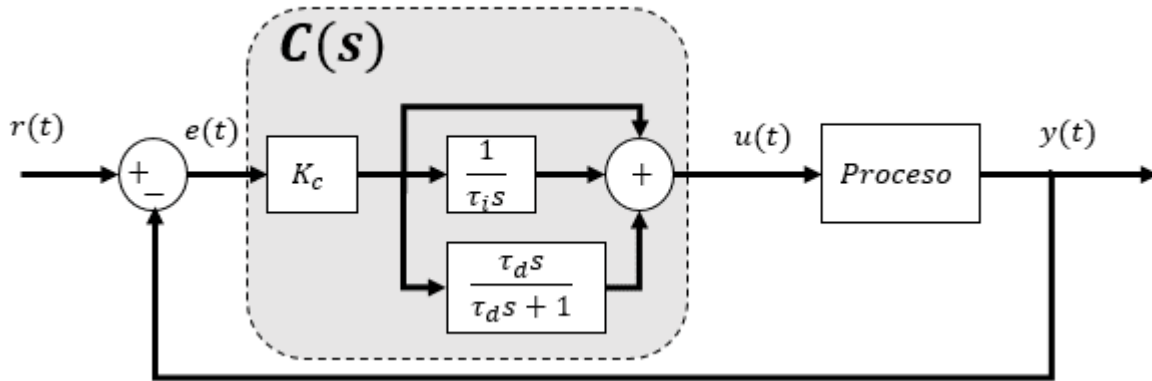 C(s)
r(t)
+
−
e(t)
K_c
1
τ_i s
τ_d s
τ_d s + 1
+
u(t)
Proceso
y(t)